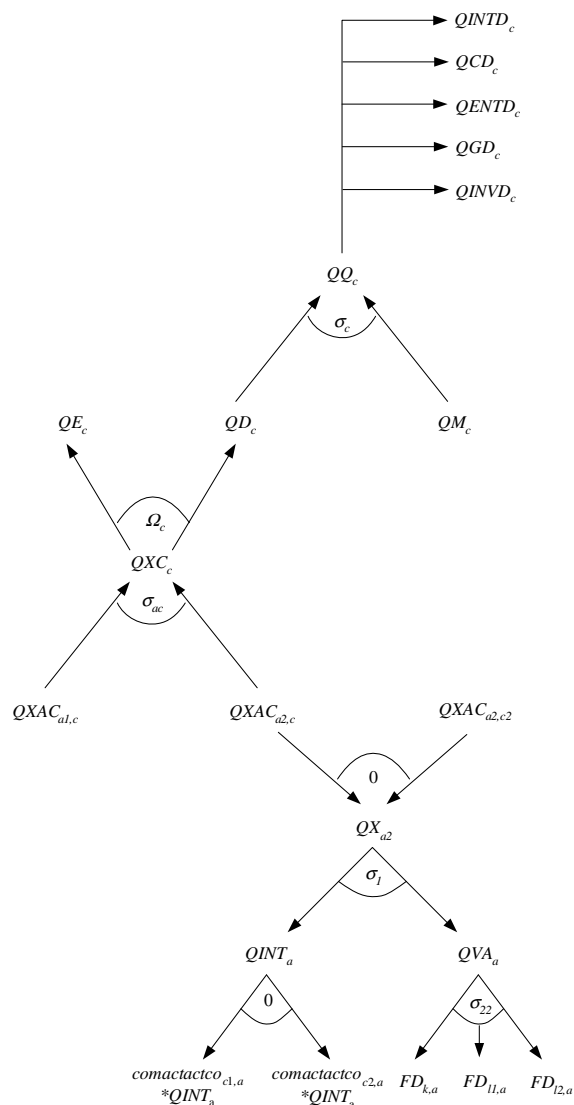 QINTD_c
QCD_c
QENTD_c
QGD_c
QINVD_c
QQ_c
σ_c
QE_c
QD_c
QM_c
Ω_c
QXC_c
σ_ac
QXAC_a1,c
QXAC_a2,c
QXAC_a2,c2
0
QX_a2
σ_1
QINT_a
QVA_a
0
σ_22
comactactco_c1,a
*QINT_a
comactactco_c2,a
*QINT_a
FD_k,a
FD_l1,a
FD_l2,a